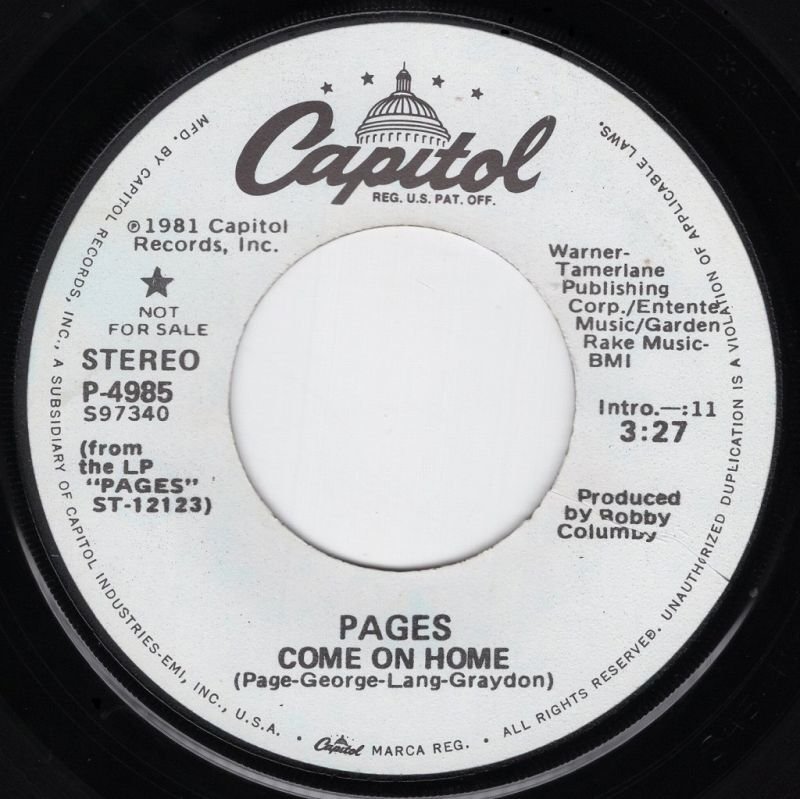 Capitol
REG. U.S. PAT. OFF.
℗1981 Capitol
Records, Inc.
NOT
FOR SALE
STEREO
P-4985
S97340
(from
the LP
"PAGES"
ST-12123)
Warner-
Tamerlane
Publishing
Corp./Entente
Music/Garden
Rake Music-
BMI
Intro.—:11
3:27
Produced
by Bobby
Columby
PAGES
COME ON HOME
(Page-George-Lang-Graydon)
MFD. BY CAPITOL RECORDS, INC., A SUBSIDIARY OF CAPITOL INDUSTRIES-EMI, INC., U.S.A. • Capitol MARCA REG. • ALL RIGHTS RESERVED. UNAUTHORIZED DUPLICATION IS A VIOLATION OF APPLICABLE LAWS.